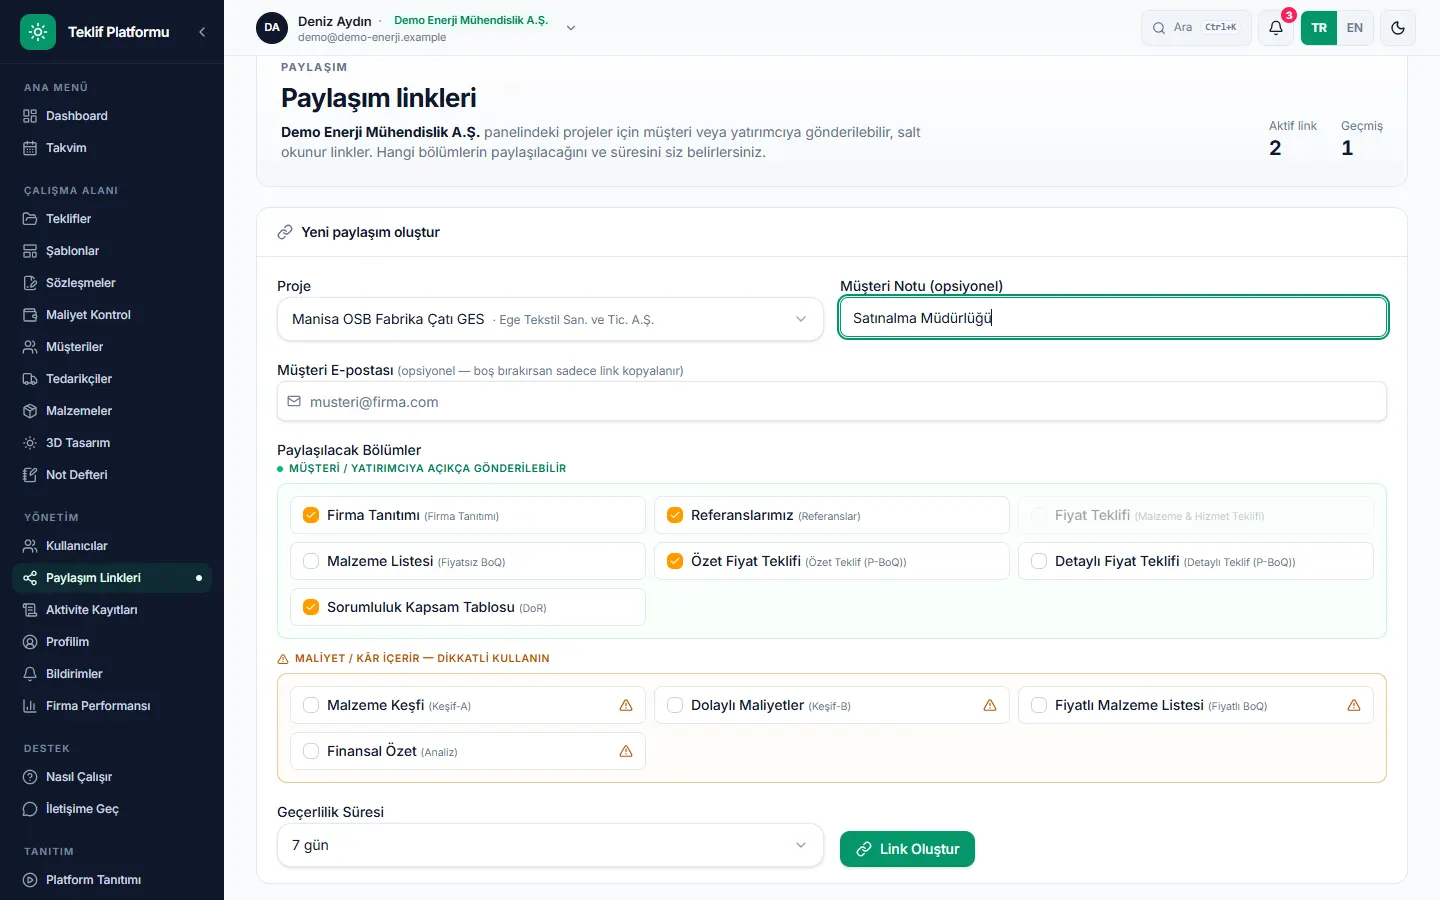 Teklif Platformu
ANA MENÜ
Dashboard
Takvim
ÇALIŞMA ALANI
Teklifler
Şablonlar
Sözleşmeler
Maliyet Kontrol
Müşteriler
Tedarikçiler
Malzemeler
3D Tasarım
Not Defteri
YÖNETİM
Kullanıcılar
Paylaşım Linkleri
Aktivite Kayıtları
Profilim
Bildirimler
Firma Performansı
DESTEK
Nasıl Çalışır
İletişime Geç
TANITIM
Platform Tanıtımı
DA
Deniz Aydın · Demo Enerji Mühendislik A.Ş.
demo@demo-enerji.example
Ara Ctrl+K
3
TR EN
PAYLAŞIM
Paylaşım linkleri
Demo Enerji Mühendislik A.Ş. panelindeki projeler için müşteri veya yatırımcıya gönderilebilir, salt
okunur linkler. Hangi bölümlerin paylaşılacağını ve süresini siz belirlersiniz.
Aktif link
2
Geçmiş
1
Yeni paylaşım oluştur
Proje
Manisa OSB Fabrika Çatı GES · Ege Tekstil San. ve Tic. A.Ş.
Müşteri Notu (opsiyonel)
Satınalma Müdürlüğü
Müşteri E-postası (opsiyonel — boş bırakırsan sadece link kopyalanır)
musteri@firma.com
Paylaşılacak Bölümler
MÜŞTERİ / YATIRIMCIYA AÇIKÇA GÖNDERİLEBİLİR
Firma Tanıtımı (Firma Tanıtımı)
Referanslarımız (Referanslar)
Fiyat Teklifi (Malzeme & Hizmet Teklifi)
Malzeme Listesi (Fiyatsız BoQ)
Özet Fiyat Teklifi (Özet Teklif (P-BoQ))
Detaylı Fiyat Teklifi (Detaylı Teklif (P-BoQ))
Sorumluluk Kapsam Tablosu (DoR)
MALİYET / KÂR İÇERİR — DİKKATLİ KULLANIN
Malzeme Keşfi (Keşif-A)
Dolaylı Maliyetler (Keşif-B)
Fiyatlı Malzeme Listesi (Fiyatlı BoQ)
Finansal Özet (Analiz)
Geçerlilik Süresi
7 gün
Link Oluştur